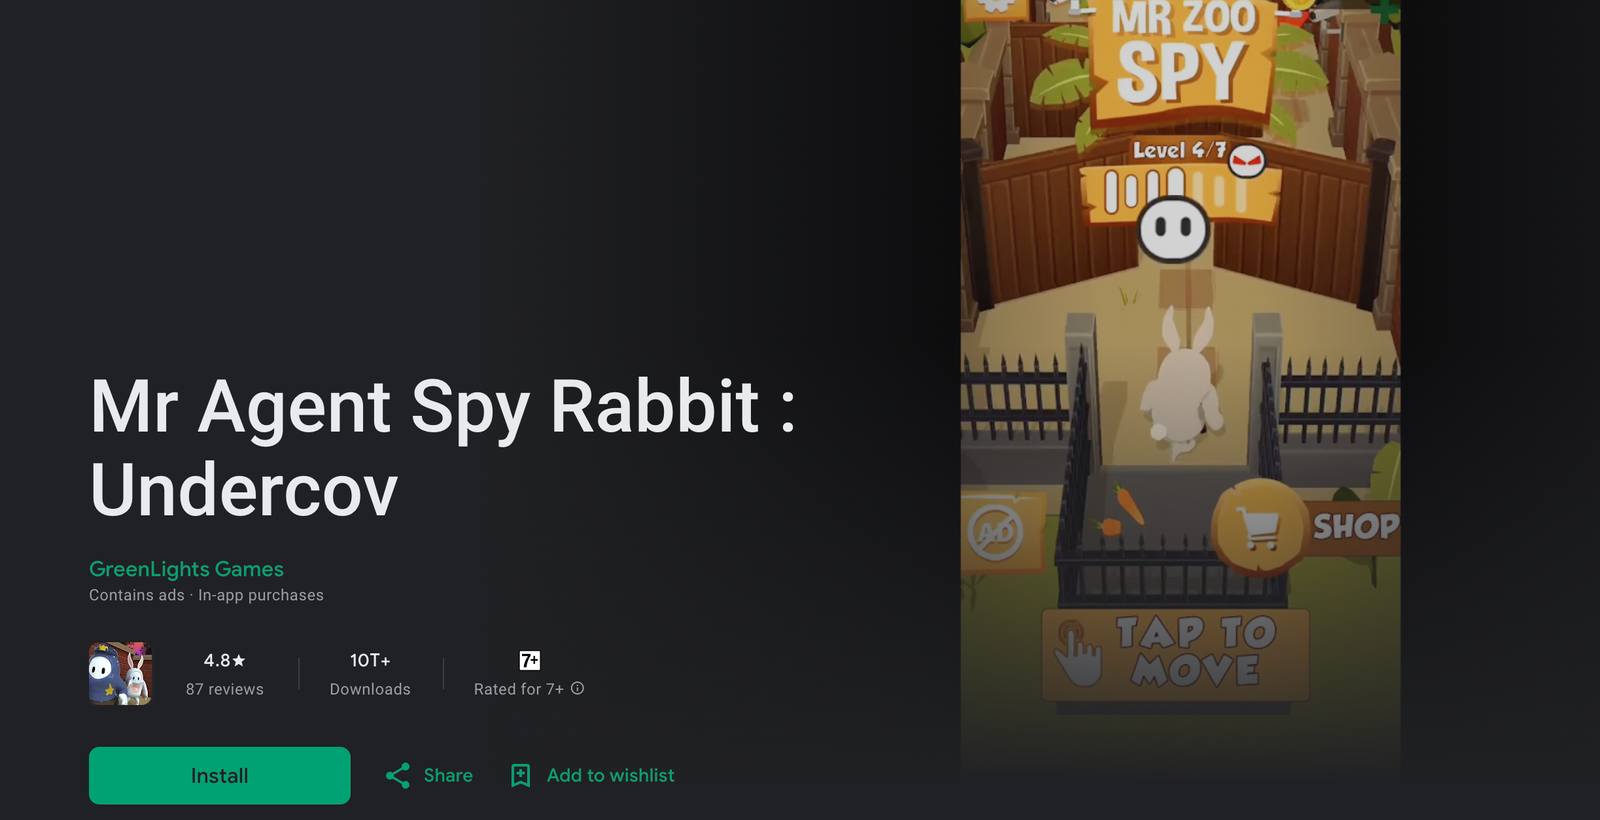 MR ZOO
SPY
Level 4/7
AD
SHOP
TAP TO
MOVE
Mr Agent Spy Rabbit :
Undercov
GreenLights Games
Contains ads · In-app purchases
4.8★
87 reviews
10T+
Downloads
7+
Rated for 7+
Install
Share
Add to wishlist